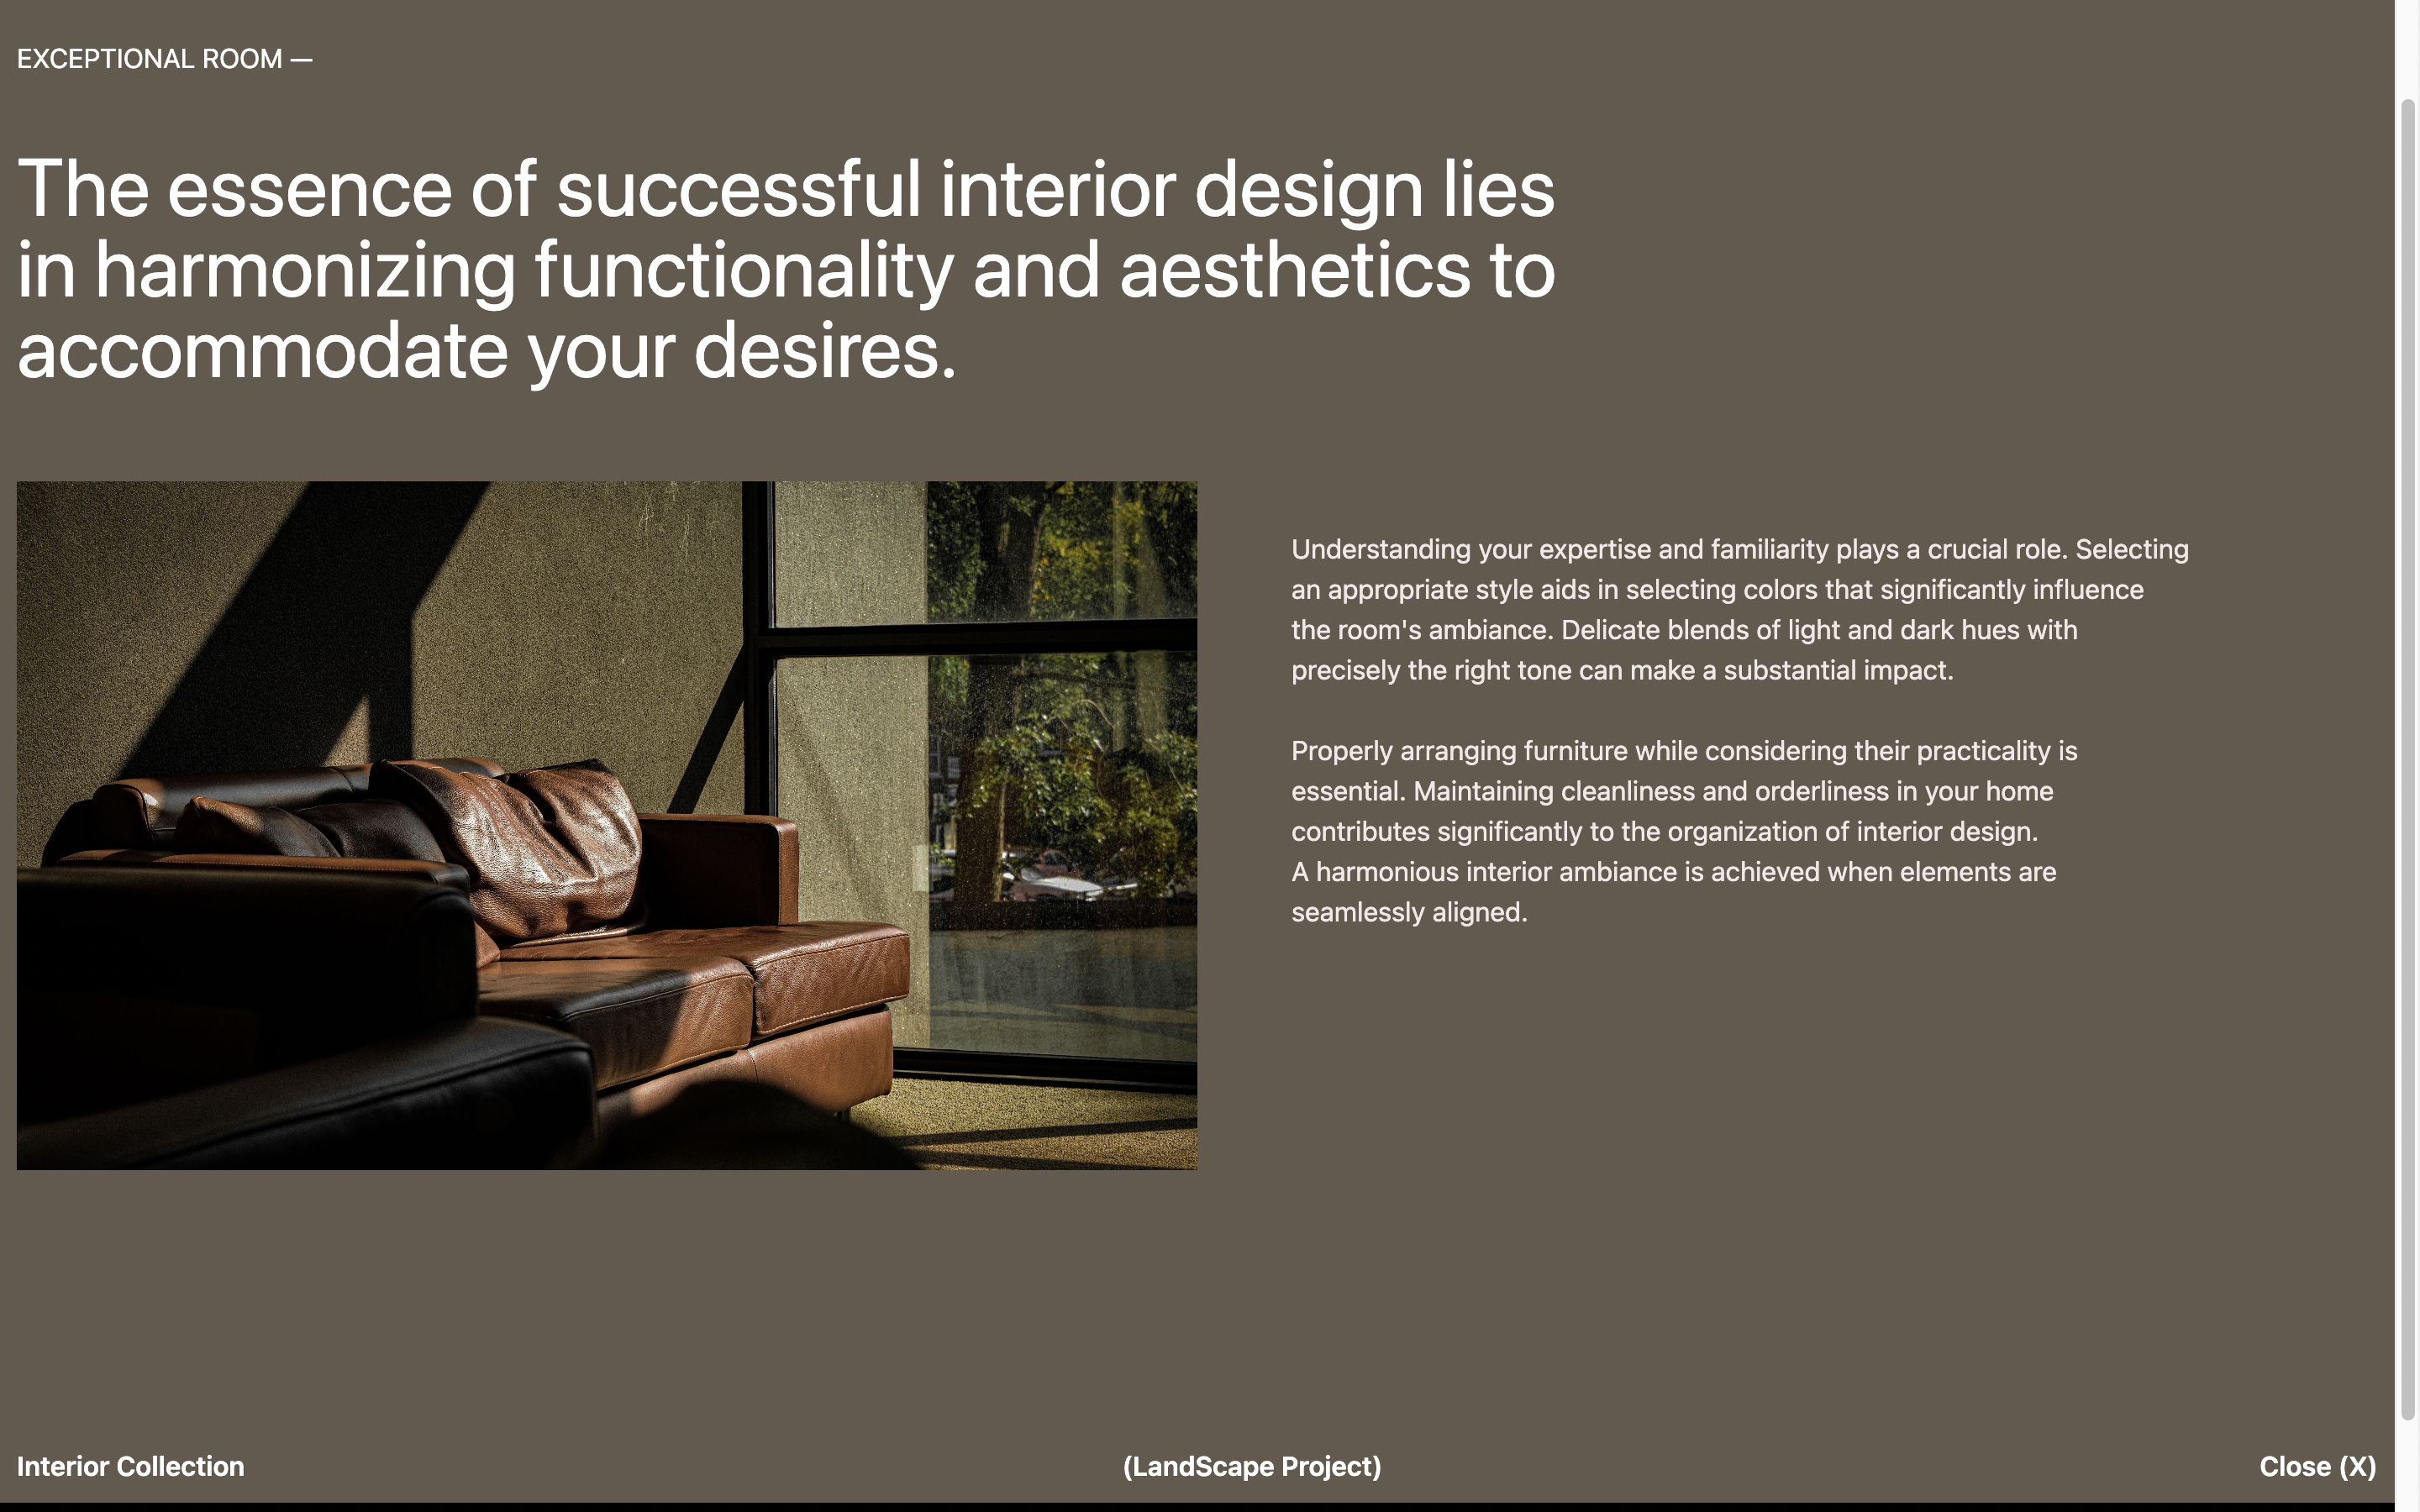 EXCEPTIONAL ROOM —
The essence of successful interior design lies
in harmonizing functionality and aesthetics to
accommodate your desires.
Understanding your expertise and familiarity plays a crucial role. Selecting
an appropriate style aids in selecting colors that significantly influence
the room's ambiance. Delicate blends of light and dark hues with
precisely the right tone can make a substantial impact.
Properly arranging furniture while considering their practicality is
essential. Maintaining cleanliness and orderliness in your home
contributes significantly to the organization of interior design.
A harmonious interior ambiance is achieved when elements are
seamlessly aligned.
Interior Collection
(LandScape Project)
Close (X)